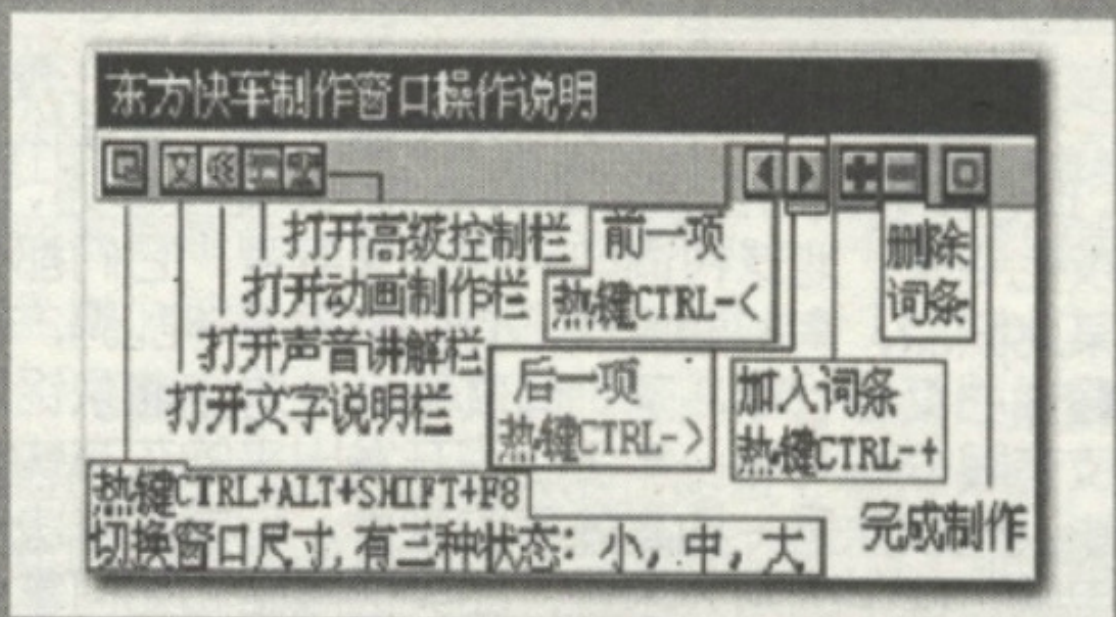 东方快车制作窗口操作说明
打开高级控制栏
前一项
热键CTRL-<
删除
词条
打开动画制作栏
打开声音讲解栏
打开文字说明栏
后一项
热键CTRL->
加入词条
热键CTRL-+
热键CTRL+ALT+SHIFT+F8
切换窗口尺寸,有三种状态:小,中,大
完成制作